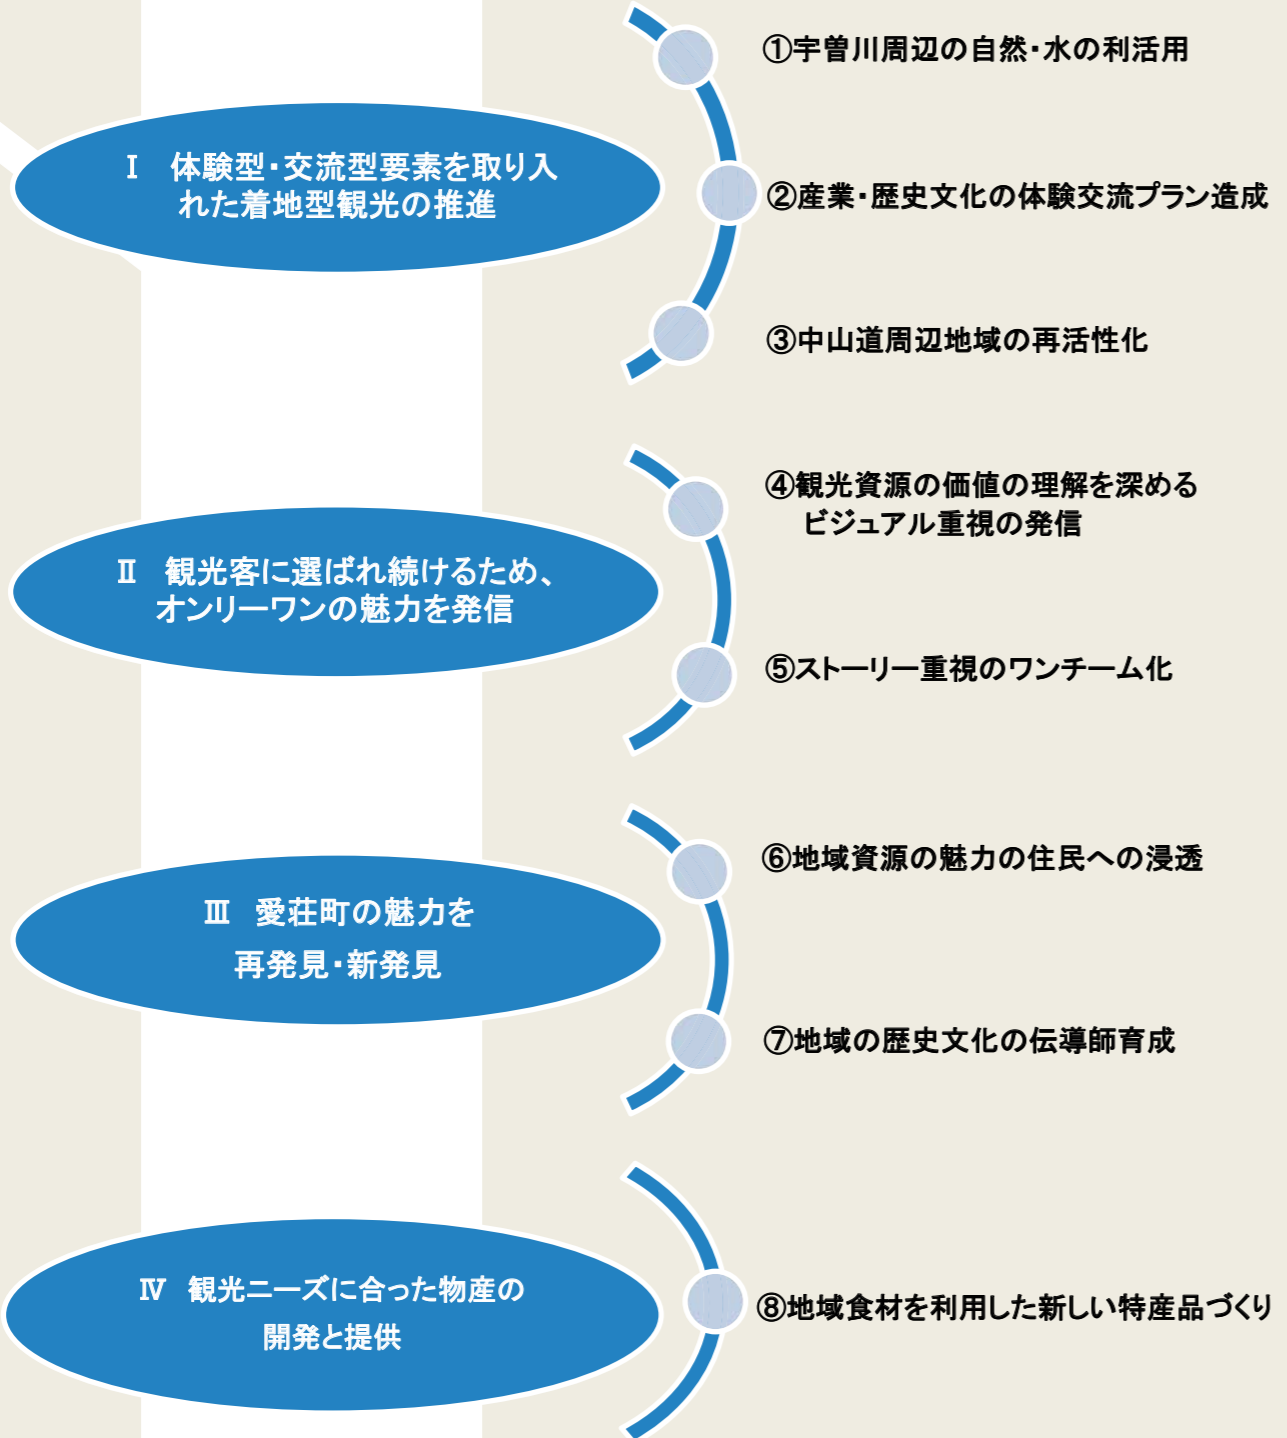 Ⅰ 体験型・交流型要素を取り入
れた着地型観光の推進
①宇曽川周辺の自然・水の利活用
②産業・歴史文化の体験交流プラン造成
③中山道周辺地域の再活性化
Ⅱ 観光客に選ばれ続けるため、
オンリーワンの魅力を発信
④観光資源の価値の理解を深める
ビジュアル重視の発信
⑤ストーリー重視のワンチーム化
Ⅲ 愛荘町の魅力を
再発見・新発見
⑥地域資源の魅力の住民への浸透
⑦地域の歴史文化の伝導師育成
Ⅳ 観光ニーズに合った物産の
開発と提供
⑧地域食材を利用した新しい特産品づくり